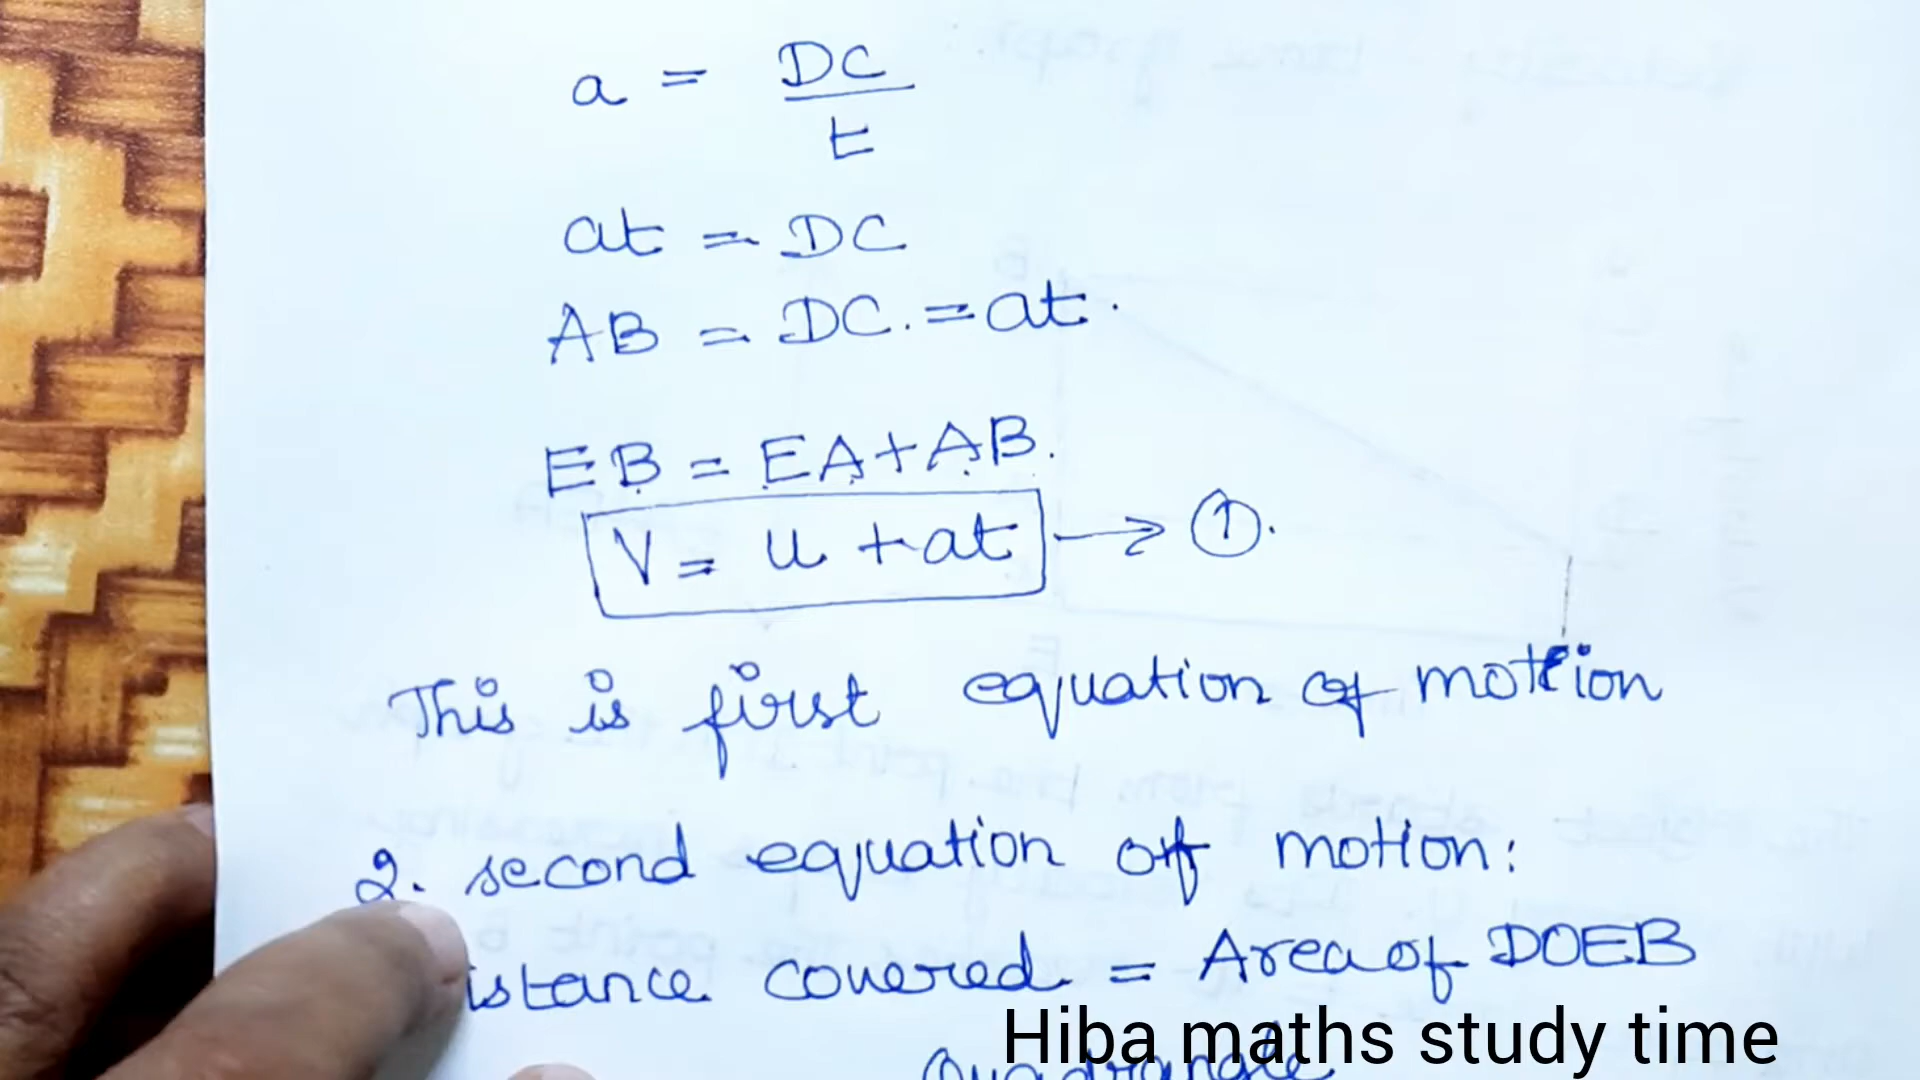 a = DC
t
at = DC
AB = DC. = at.
EB = EA+AB.
V = u + at → ①.
This is first equation of motion
2. second equation of motion:
istance covered = Area of DOEB
Hiba maths study time
Quadrangle